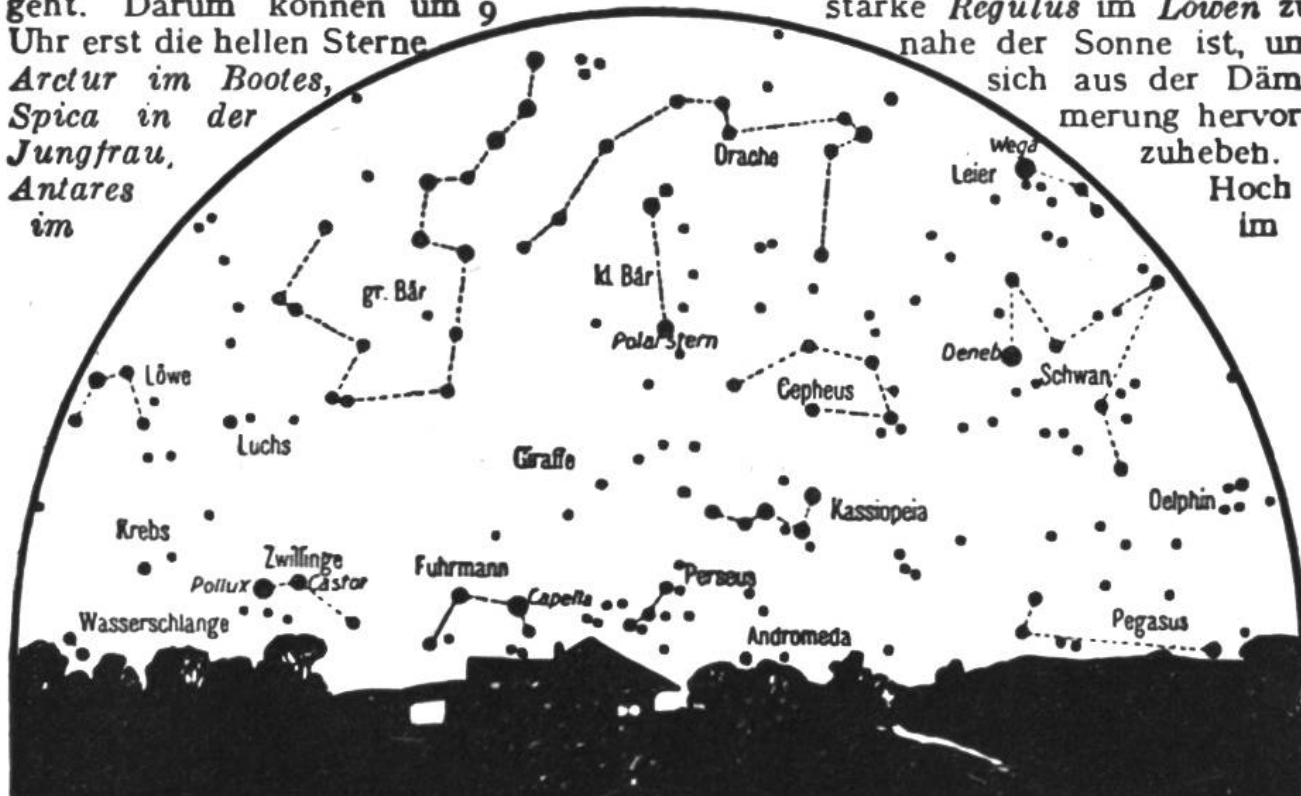 geht. Darum können um 9
Uhr erst die hellen Sterne
Arctur im Bootes,
Spica in der
Jungfrau,
Antares
im
starke Regulus im Löwen zu
nahe der Sonne ist, um
sich aus der Däm
merung hervor
zuheben.
Hoch
im
Drache
Wega
Leier
gr. Bär
kl. Bär
Polarstern
Deneb
Schwan
Löwe
Cepheus
Luchs
Giraffe
Kassiopeia
Delphin
Krebs
Zwillinge
Pollux
Castor
Fuhrmann
Capella
Perseus
Wasserschlange
Andromeda
Pegasus